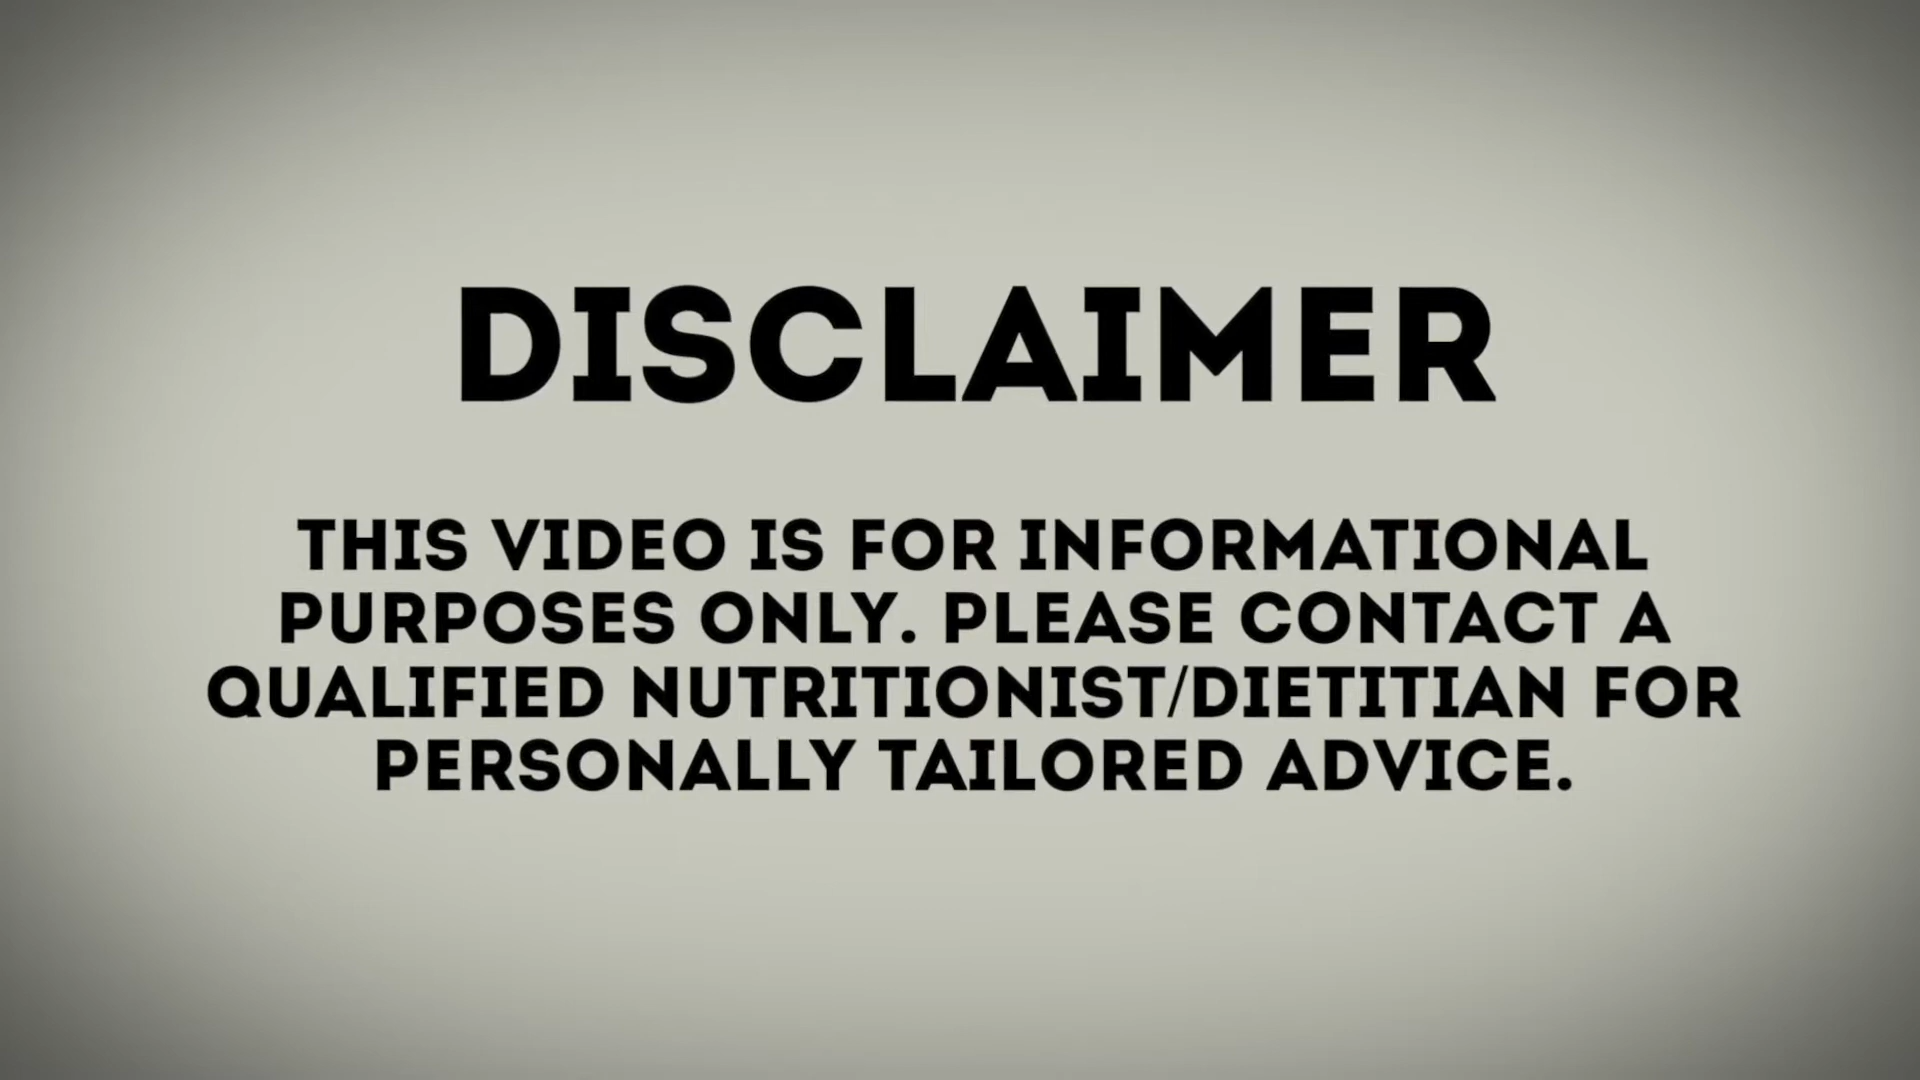 DISCLAIMER
THIS VIDEO IS FOR INFORMATIONAL
PURPOSES ONLY. PLEASE CONTACT A
QUALIFIED NUTRITIONIST/DIETITIAN FOR
PERSONALLY TAILORED ADVICE.